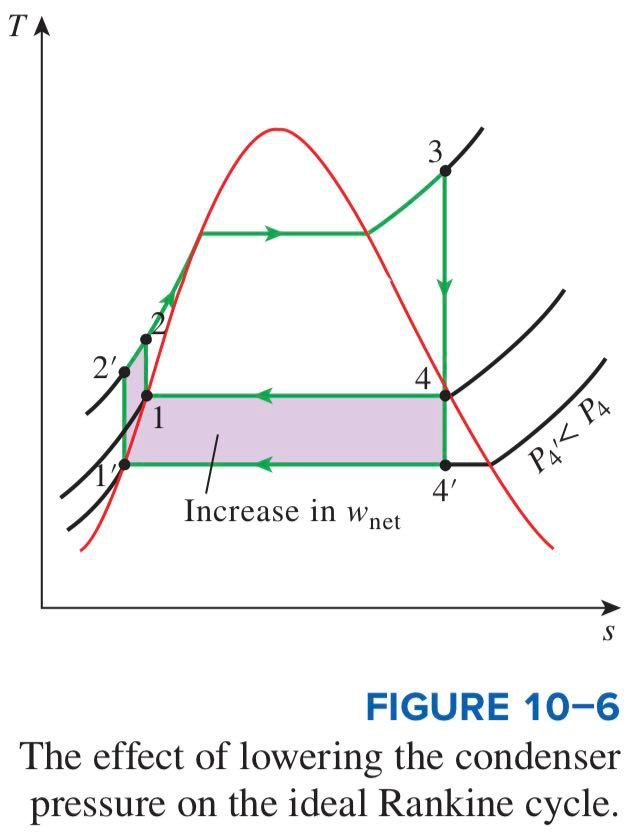 T
3
2
2′
4
1
P4′< P4
1′
4′
Increase in wnet
s
FIGURE 10–6
The effect of lowering the condenser
pressure on the ideal Rankine cycle.